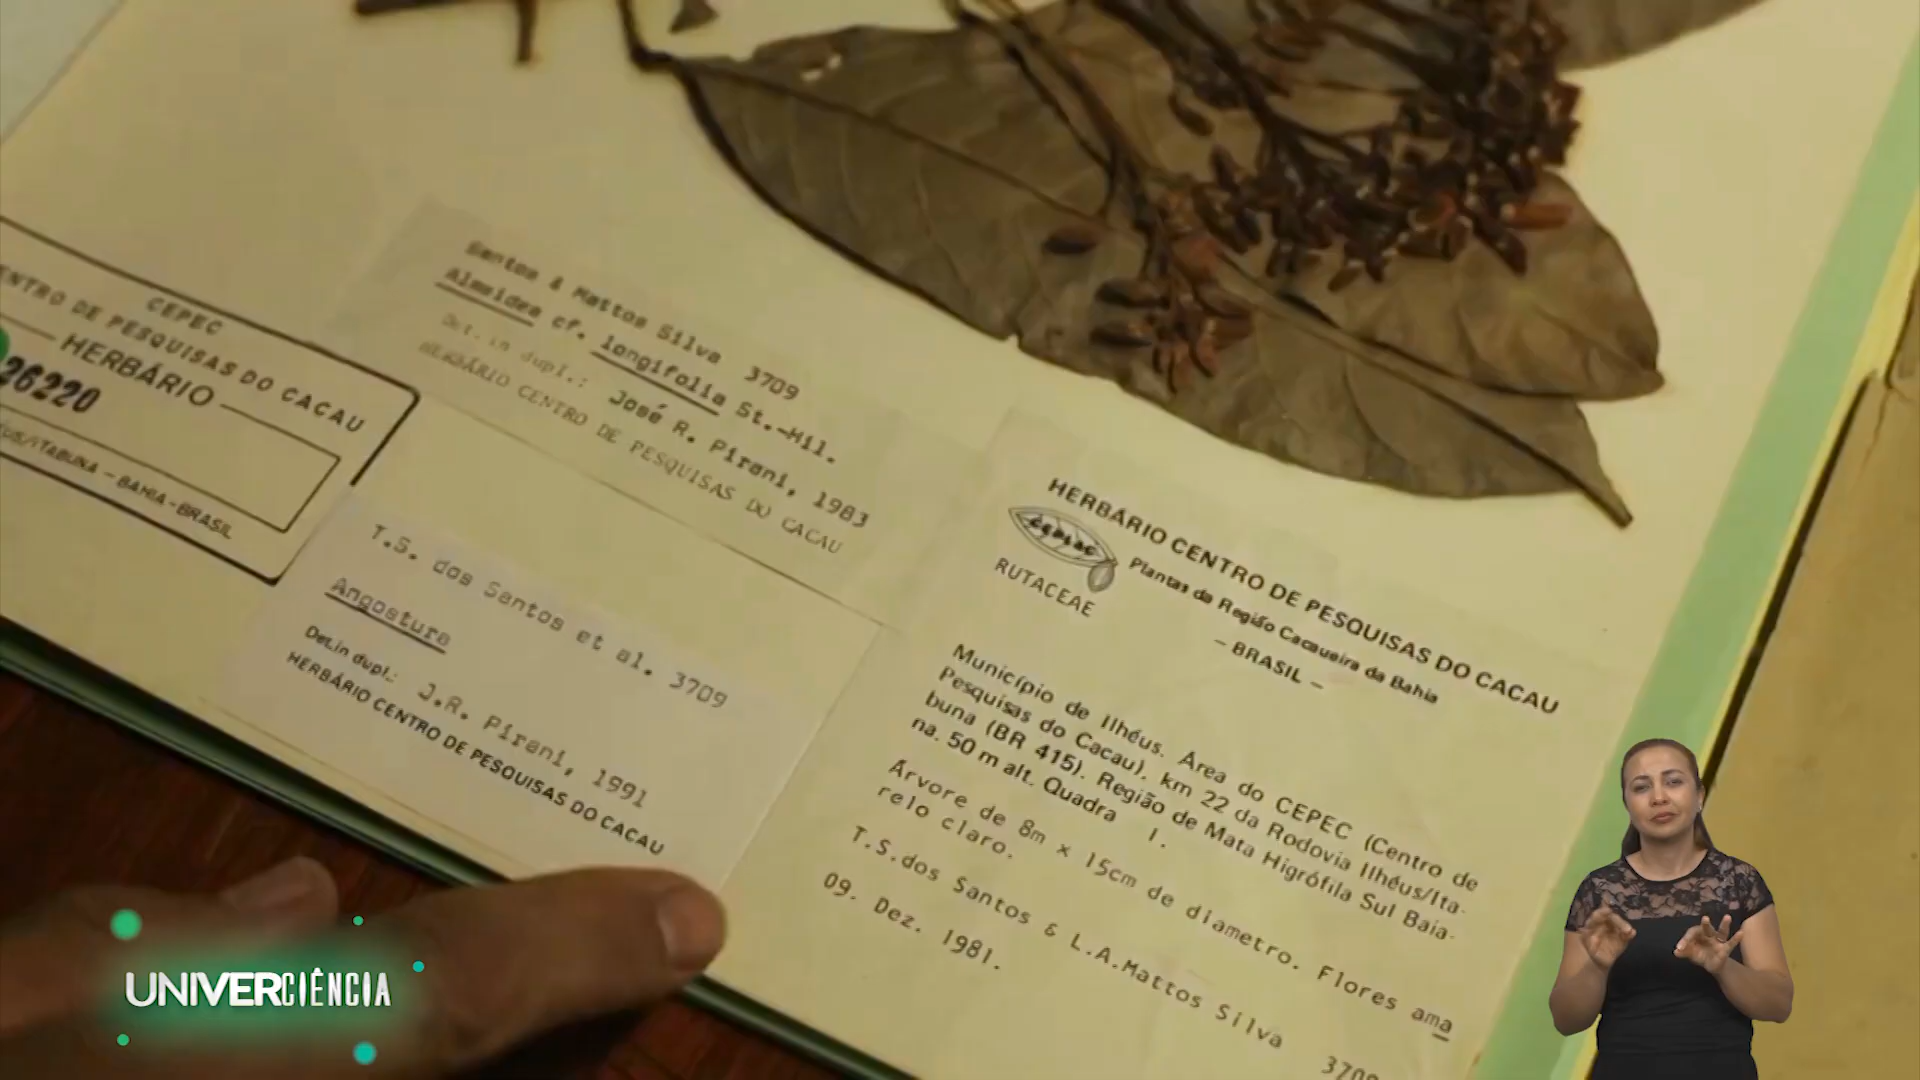 CEPEC
ENTRO DE PESQUISAS DO CACAU
HERBÁRIO
26220
ITABUNA – BAHIA – BRASIL
Santos & Mattos Silva 3709
Almeidea cf. longifolia St.-Hil.
Det. in dupl.: José R. Pirani, 1983
HERBÁRIO CENTRO DE PESQUISAS DO CACAU
T.S. dos Santos et al. 3709
Angostura
Det.in dupl.: J.R. Pirani, 1991
HERBÁRIO CENTRO DE PESQUISAS DO CACAU
HERBÁRIO CENTRO DE PESQUISAS DO CACAU
CEPLAC
Plantas da Região Cacaueira da Bahia
– BRASIL –
RUTACEAE
Município de Ilhéus. Área do CEPEC (Centro de
Pesquisas do Cacau), km 22 da Rodovia Ilhéus/Ita-
buna (BR 415). Região de Mata Higrófila Sul Baia-
na. 50 m alt. Quadra I.
Árvore de 8m x 15cm de diametro. Flores ama
relo claro.
T.S.dos Santos & L.A.Mattos Silva 3709
09. Dez. 1981.
UNIVERCIÊNCIA